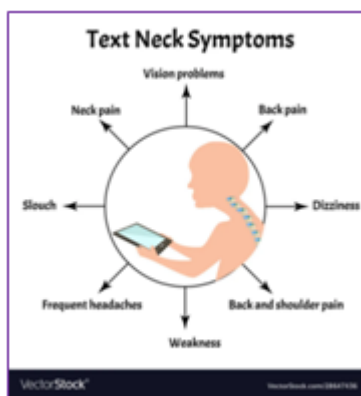 Text Neck Symptoms
Vision problems
Neck pain
Back pain
Slouch
Dizziness
Frequent headaches
Back and shoulder pain
Weakness
VectorStock®